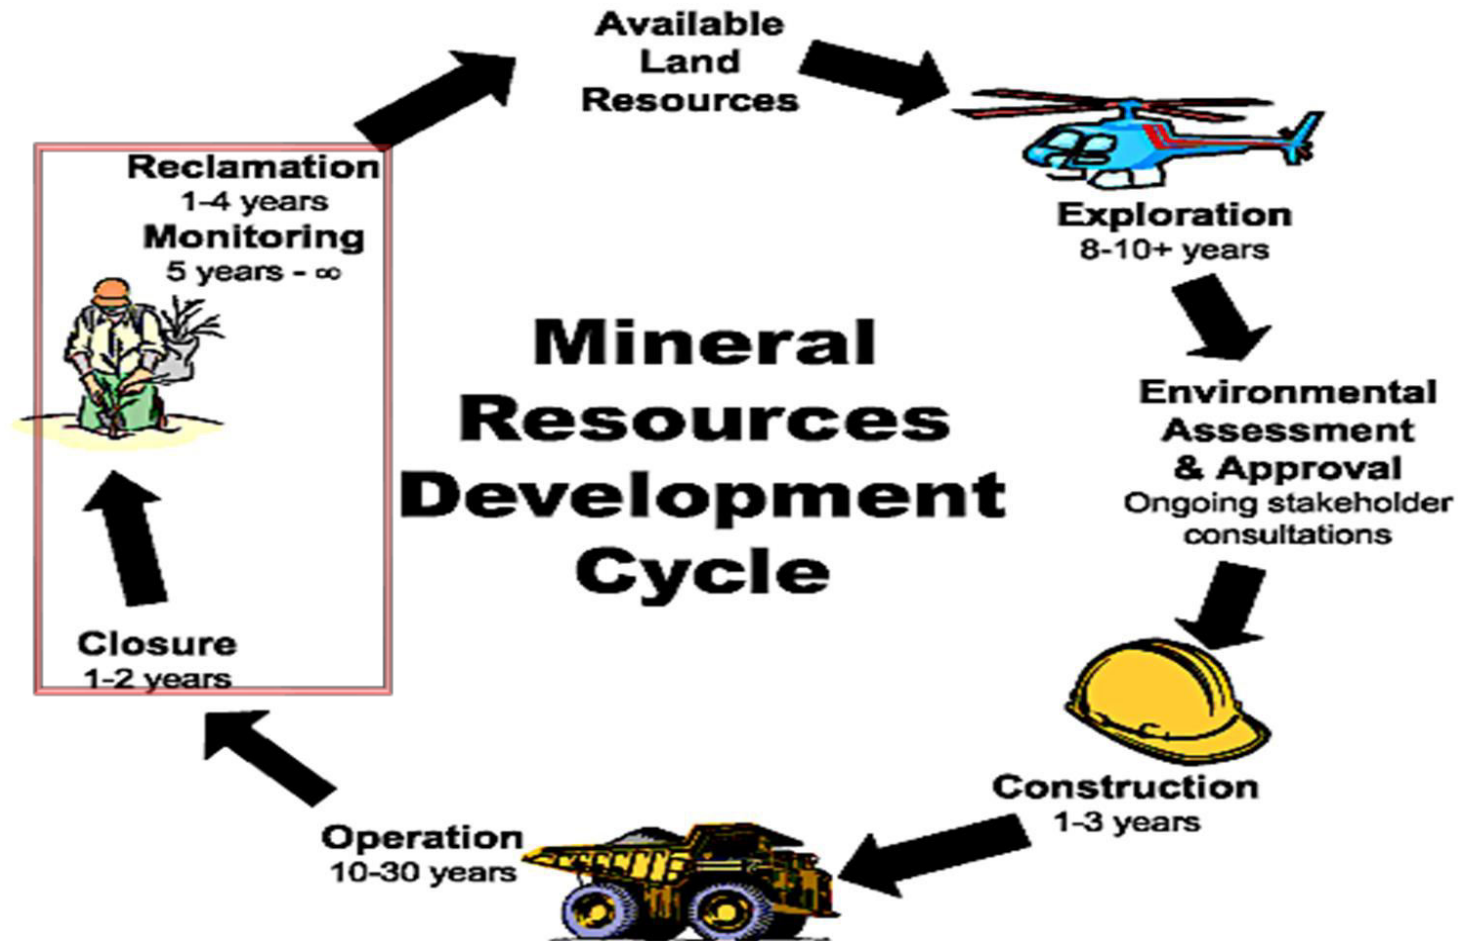 Available
Land
Resources
Exploration
8-10+ years
Environmental
Assessment
& Approval
Ongoing stakeholder
consultations
Construction
1-3 years
Operation
10-30 years
Closure
1-2 years
Reclamation
1-4 years
Monitoring
5 years - ∞
Mineral
Resources
Development
Cycle